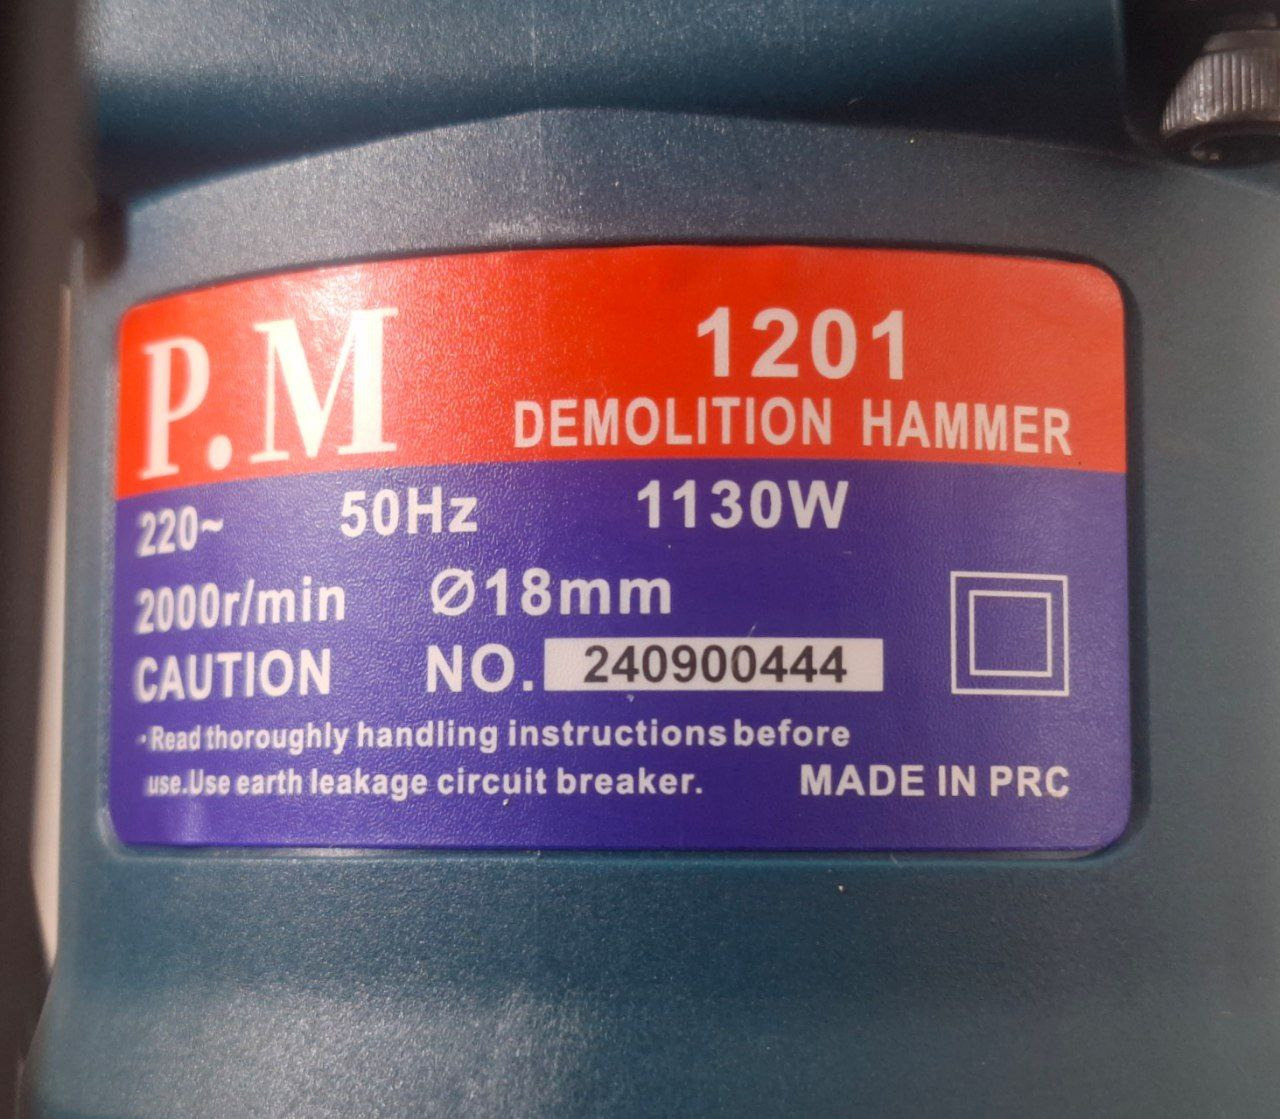 P.M
1201
DEMOLITION HAMMER
220~ 50Hz 1130W
2000r/min Ø18mm
CAUTION NO. 240900444
·Read thoroughly handling instructions before
use.Use earth leakage circuit breaker. MADE IN PRC